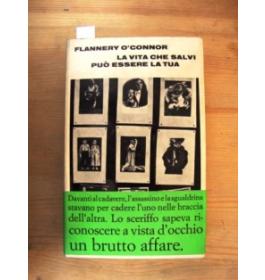 FLANNERY O'CONNOR
LA VITA CHE SALVI
PUÒ ESSERE LA TUA
Davanti al cadavere, l'assassino e la sgualdrina
stavano per cadere l'uno nelle braccia
dell'altra. Lo sceriffo sapeva ri-
conoscere a vista d'occhio
un brutto affare.